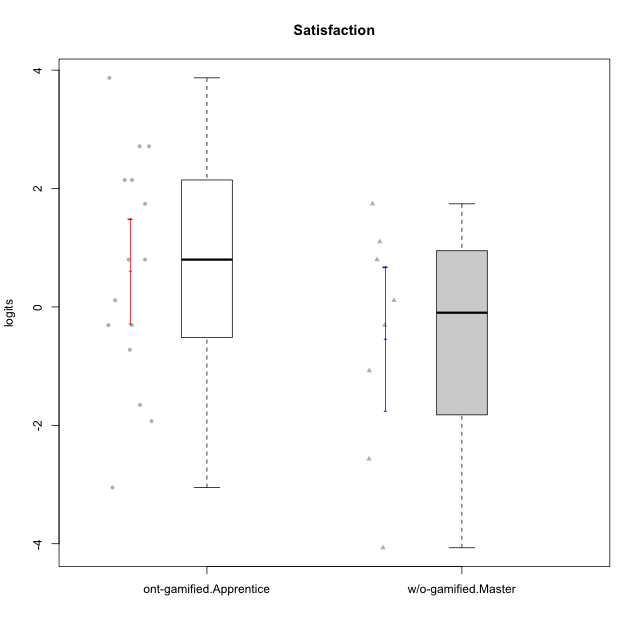 Satisfaction
logits
4
2
0
-2
-4
ont-gamified.Apprentice
w/o-gamified.Master